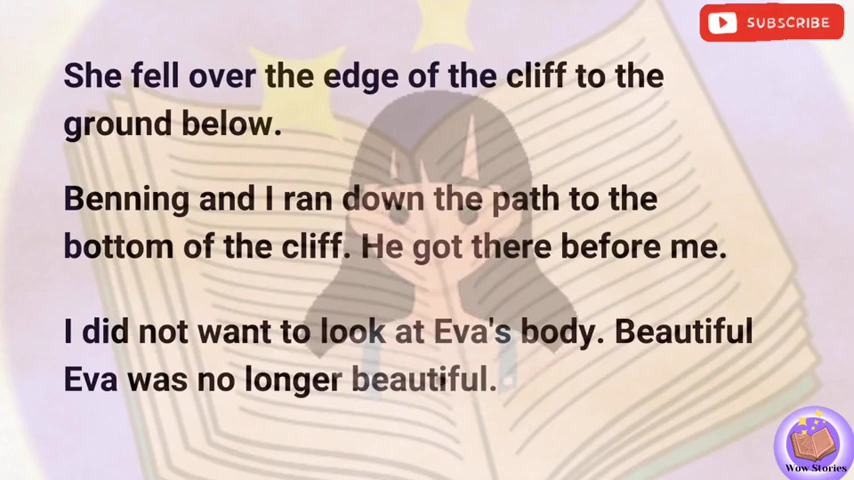 SUBSCRIBE
She fell over the edge of the cliff to the
ground below.
Benning and I ran down the path to the
bottom of the cliff. He got there before me.
I did not want to look at Eva's body. Beautiful
Eva was no longer beautiful.
Wow Stories